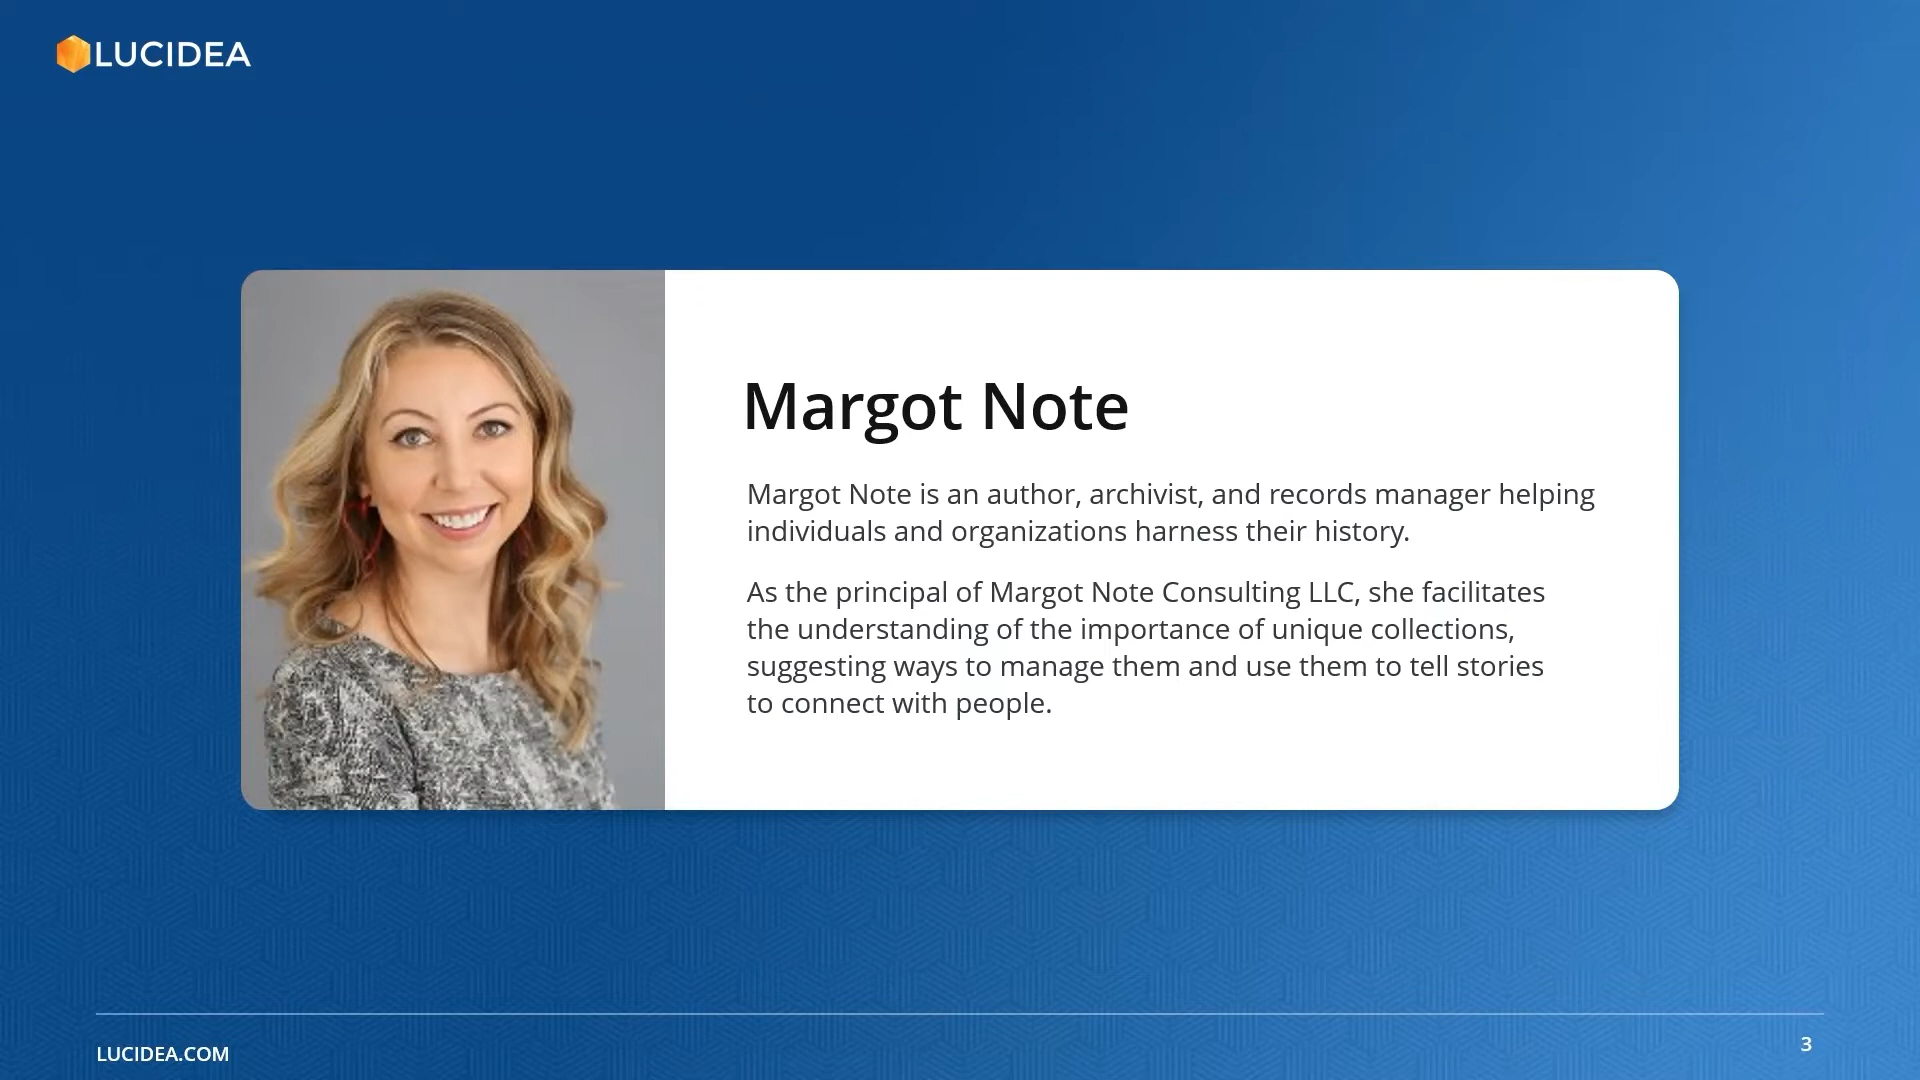 LUCIDEA
Margot Note
Margot Note is an author, archivist, and records manager helping
individuals and organizations harness their history.
As the principal of Margot Note Consulting LLC, she facilitates
the understanding of the importance of unique collections,
suggesting ways to manage them and use them to tell stories
to connect with people.
LUCIDEA.COM
3